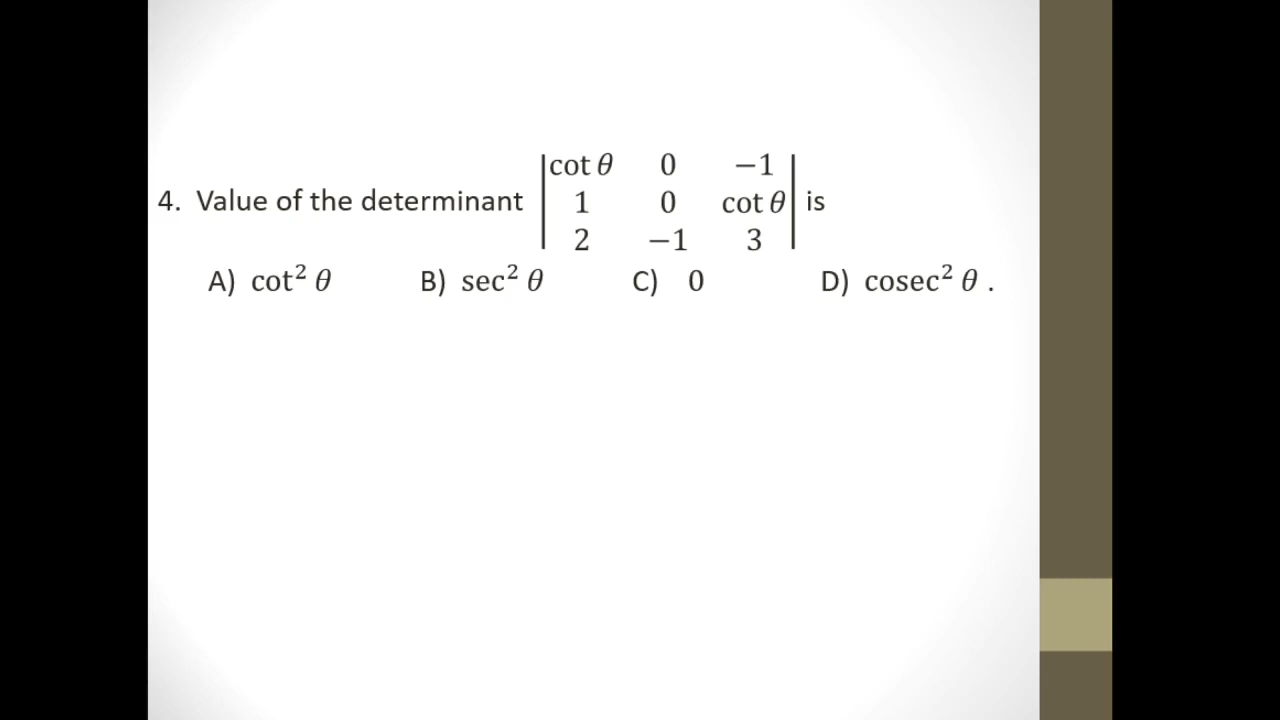 cot θ 0 −1
4. Value of the determinant 1 0 cot θ is
2 −1 3
A) cot² θ B) sec² θ C) 0 D) cosec² θ .